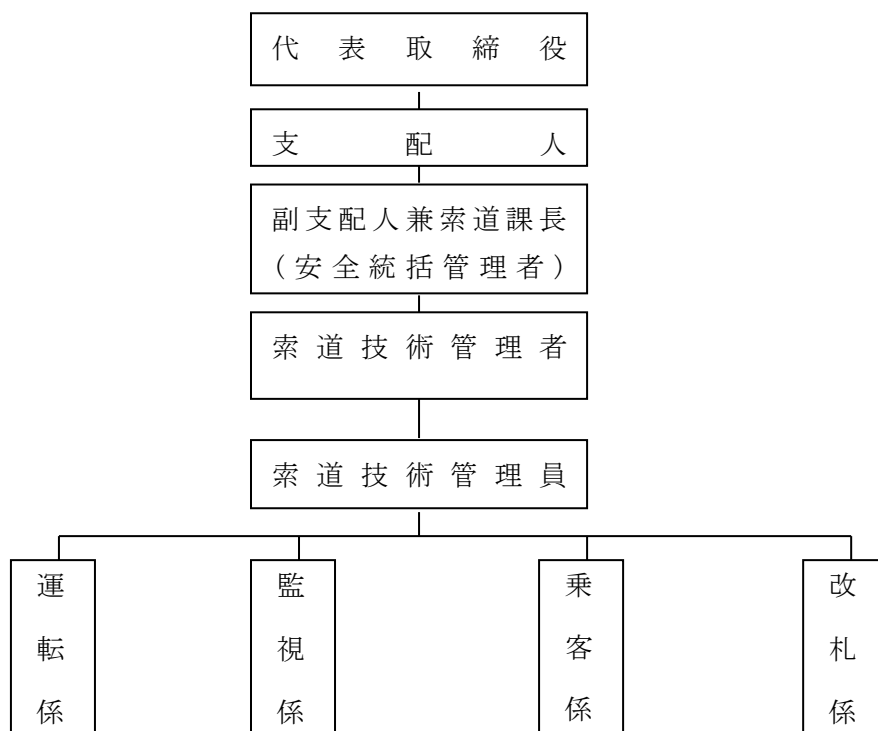 代表取締役
支配人
副支配人兼索道課長
(安全統括管理者)
索道技術管理者
索道技術管理員
運転係
監視係
乗客係
改札係